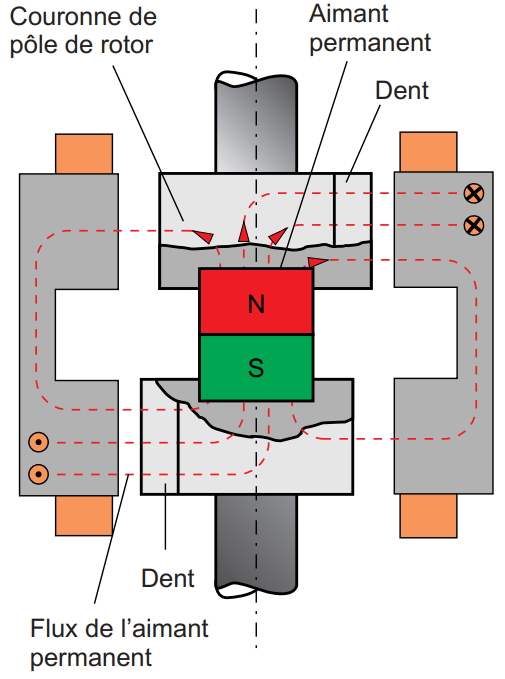 Couronne de
pôle de rotor
Aimant
permanent
Dent
N
S
Dent
Flux de l’aimant
permanent